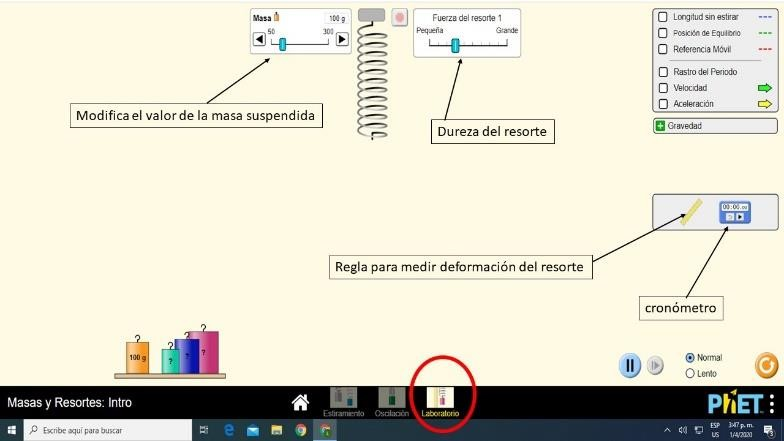 Masa
100 g
50
300
Fuerza del resorte 1
Pequeña
Grande
Longitud sin estirar
Posición de Equilibrio
Referencia Móvil
Rastro del Periodo
Velocidad
Aceleración
Gravedad
Modifica el valor de la masa suspendida
Dureza del resorte
00:00.00
Regla para medir deformación del resorte
cronómetro
100 g
?
?
?
?
?
?
Normal
Lento
Masas y Resortes: Intro
Estiramiento
Oscilación
Laboratorio
PhET
Escribe aquí para buscar
ESP
US
3:47 p. m.
1/4/2020
3